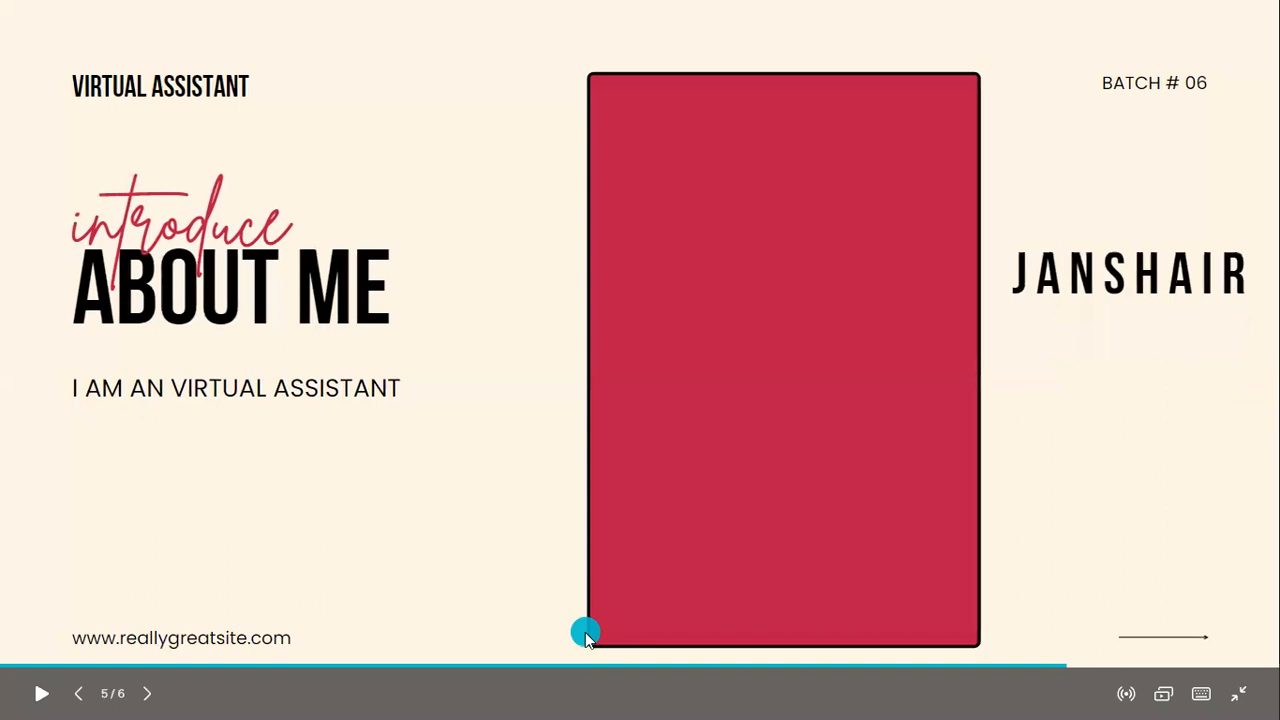 VIRTUAL ASSISTANT
BATCH # 06
introduce
ABOUT ME
JANSHAIR
I AM AN VIRTUAL ASSISTANT
www.reallygreatsite.com
5/6